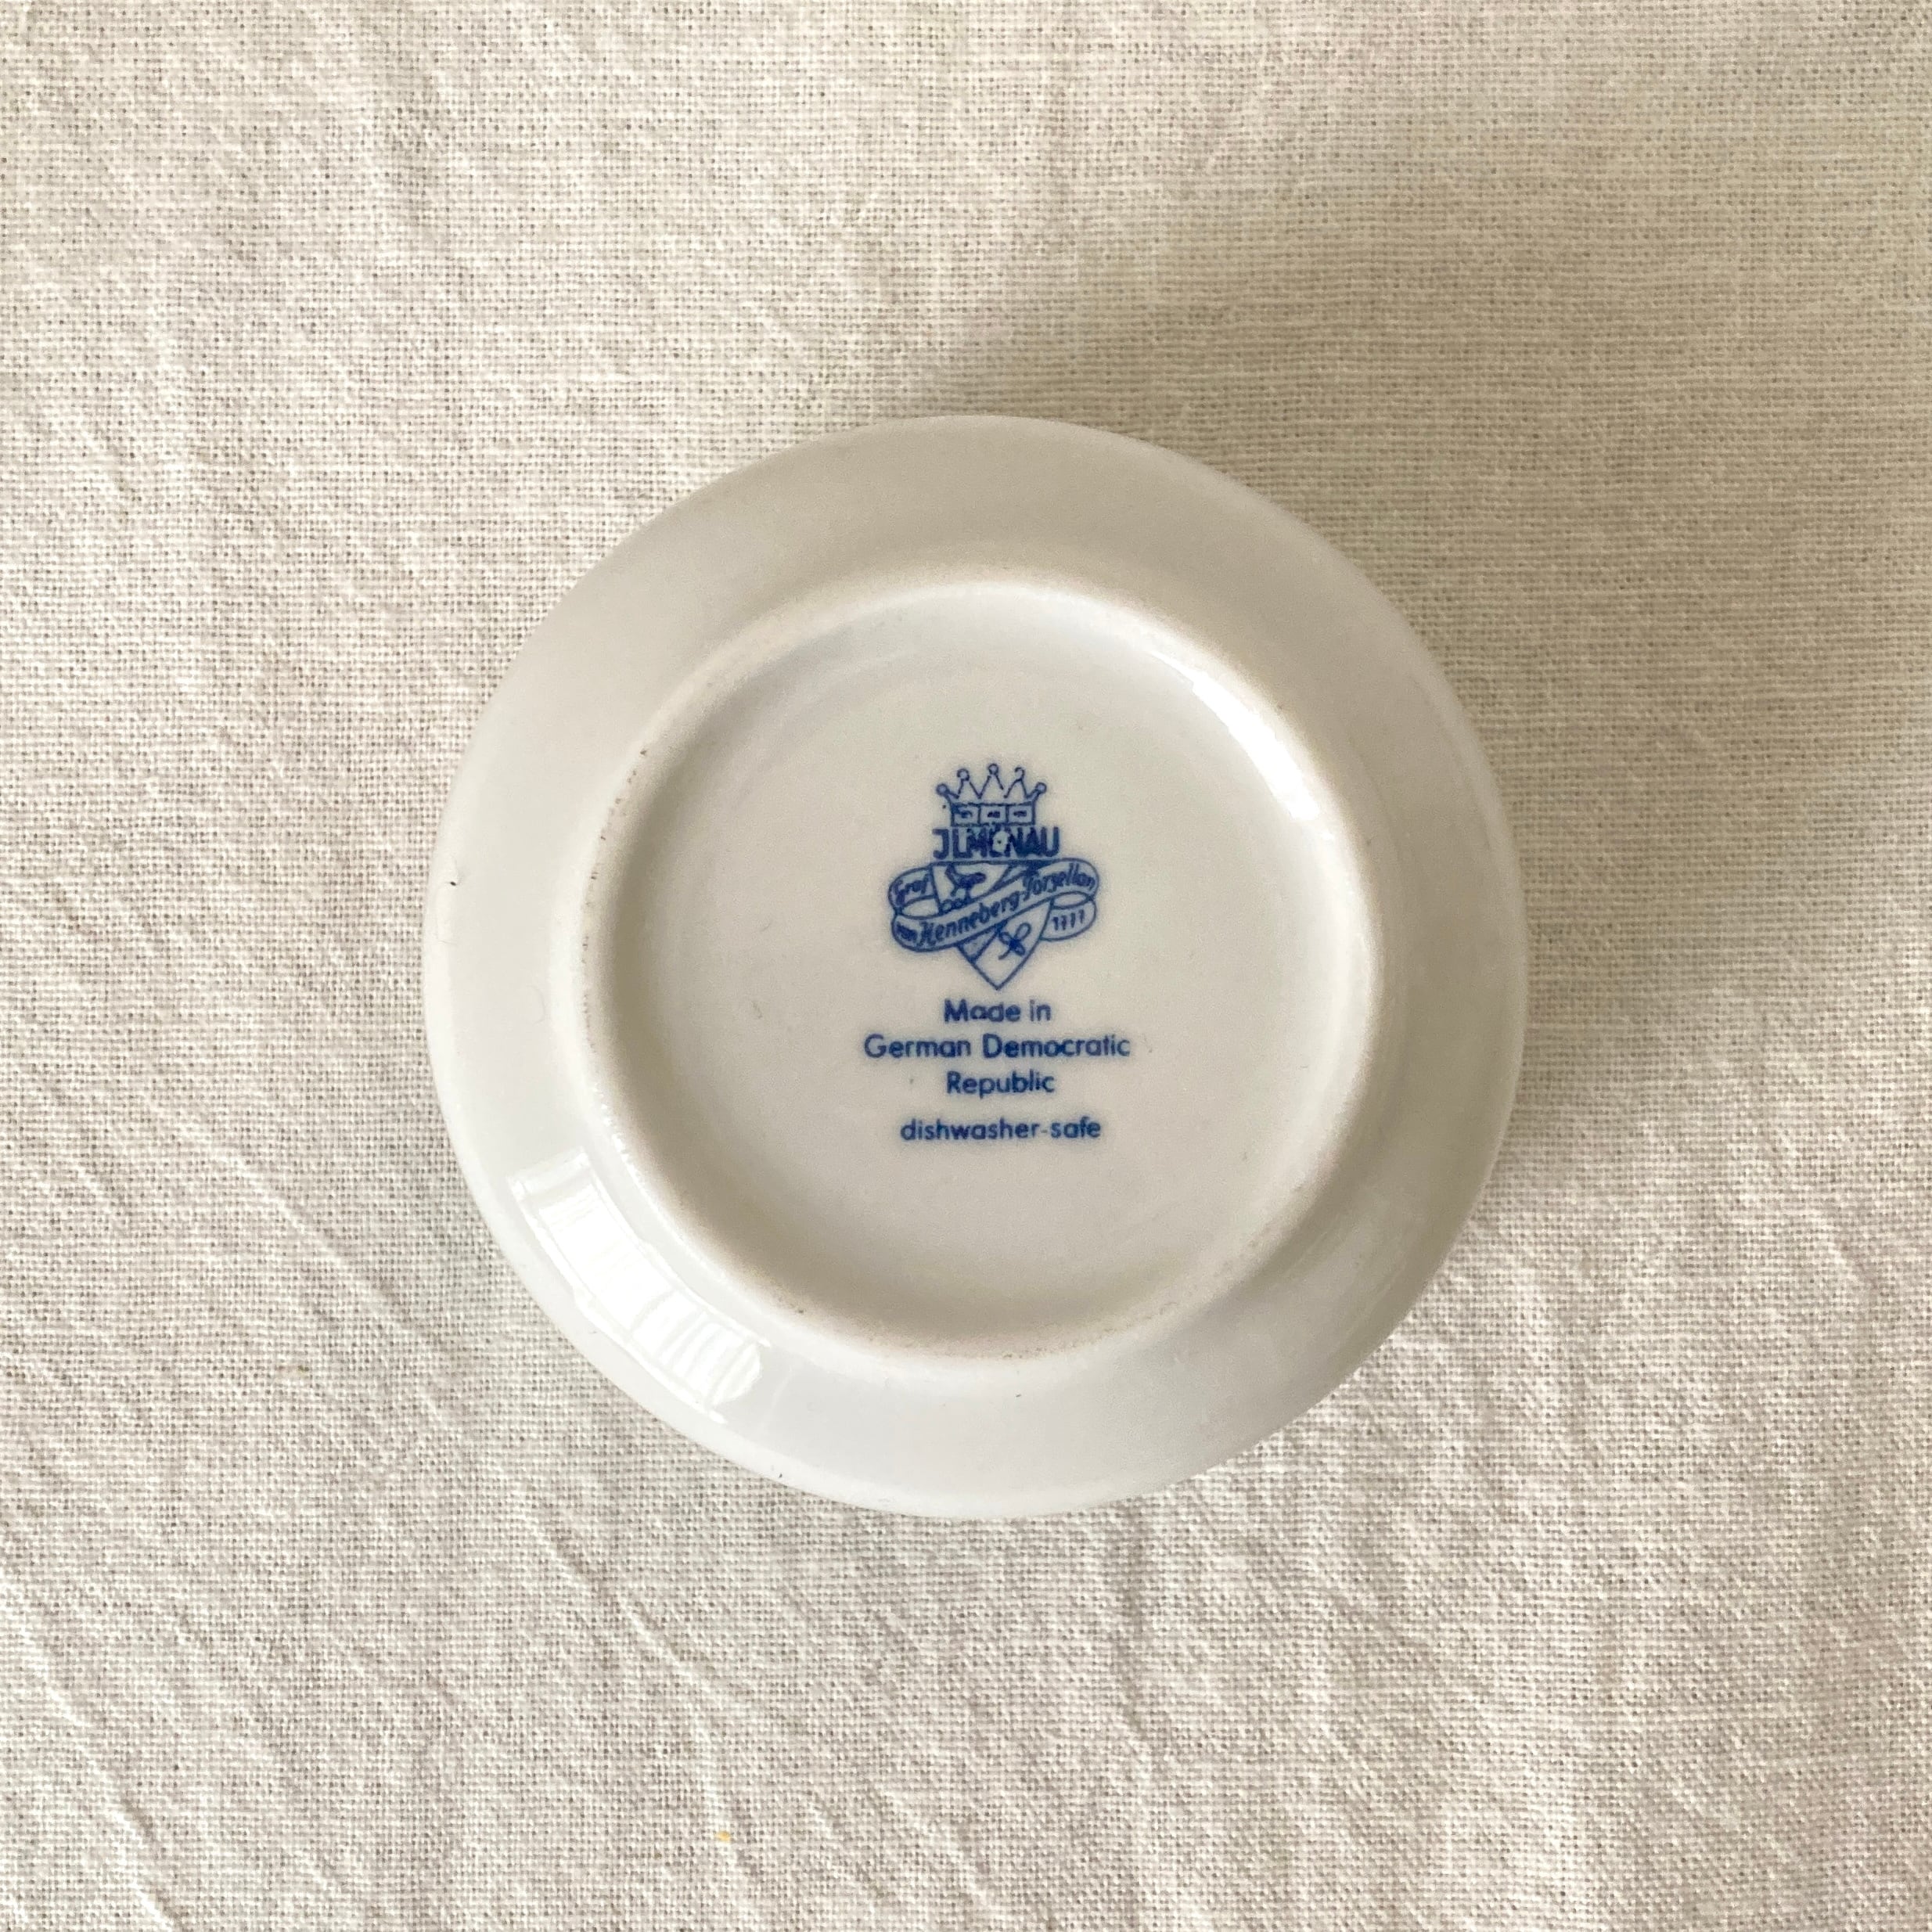 JLMENAU
Graf
von Henneberg-Porzellan
1777
Made in
German Democratic
Republic
dishwasher-safe